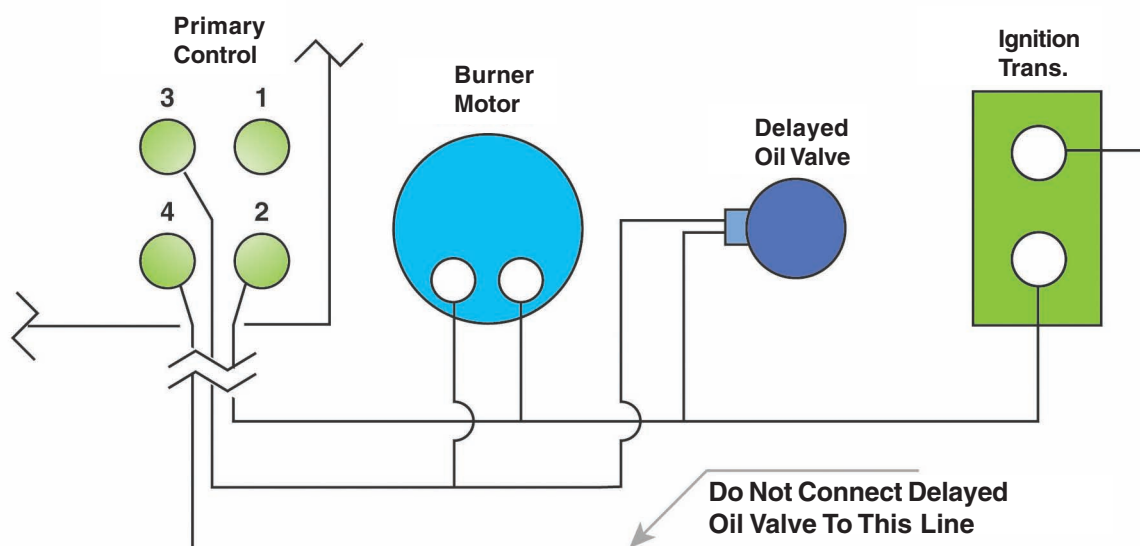 Primary
Control
3
1
4
2
Burner
Motor
Delayed
Oil Valve
Ignition
Trans.
Do Not Connect Delayed
Oil Valve To This Line